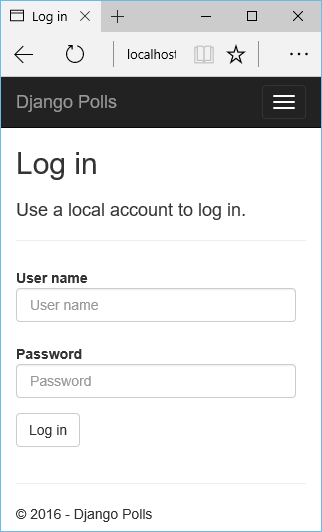 Log in
localhost
Django Polls
Log in
Use a local account to log in.
User name
User name
Password
Password
Log in
© 2016 - Django Polls